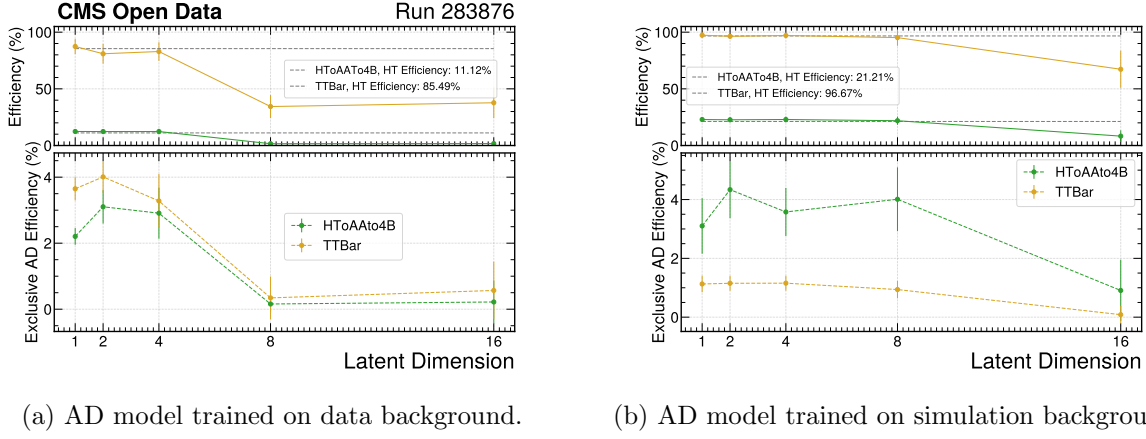 CMS Open Data Run 283876
Efficiency (%)
100
50
0
HToAATo4B, HT Efficiency: 11.12%
TTBar, HT Efficiency: 85.49%
Exclusive AD Efficiency (%)
4
2
0
HToAAto4B
TTBar
1 2 4 8 16
Latent Dimension
(a) AD model trained on data background.
Efficiency (%)
100
50
0
HToAATo4B, HT Efficiency: 21.21%
TTBar, HT Efficiency: 96.67%
Exclusive AD Efficiency (%)
4
2
0
HToAAto4B
TTBar
1 2 4 8 16
Latent Dimension
(b) AD model trained on simulation backgrou